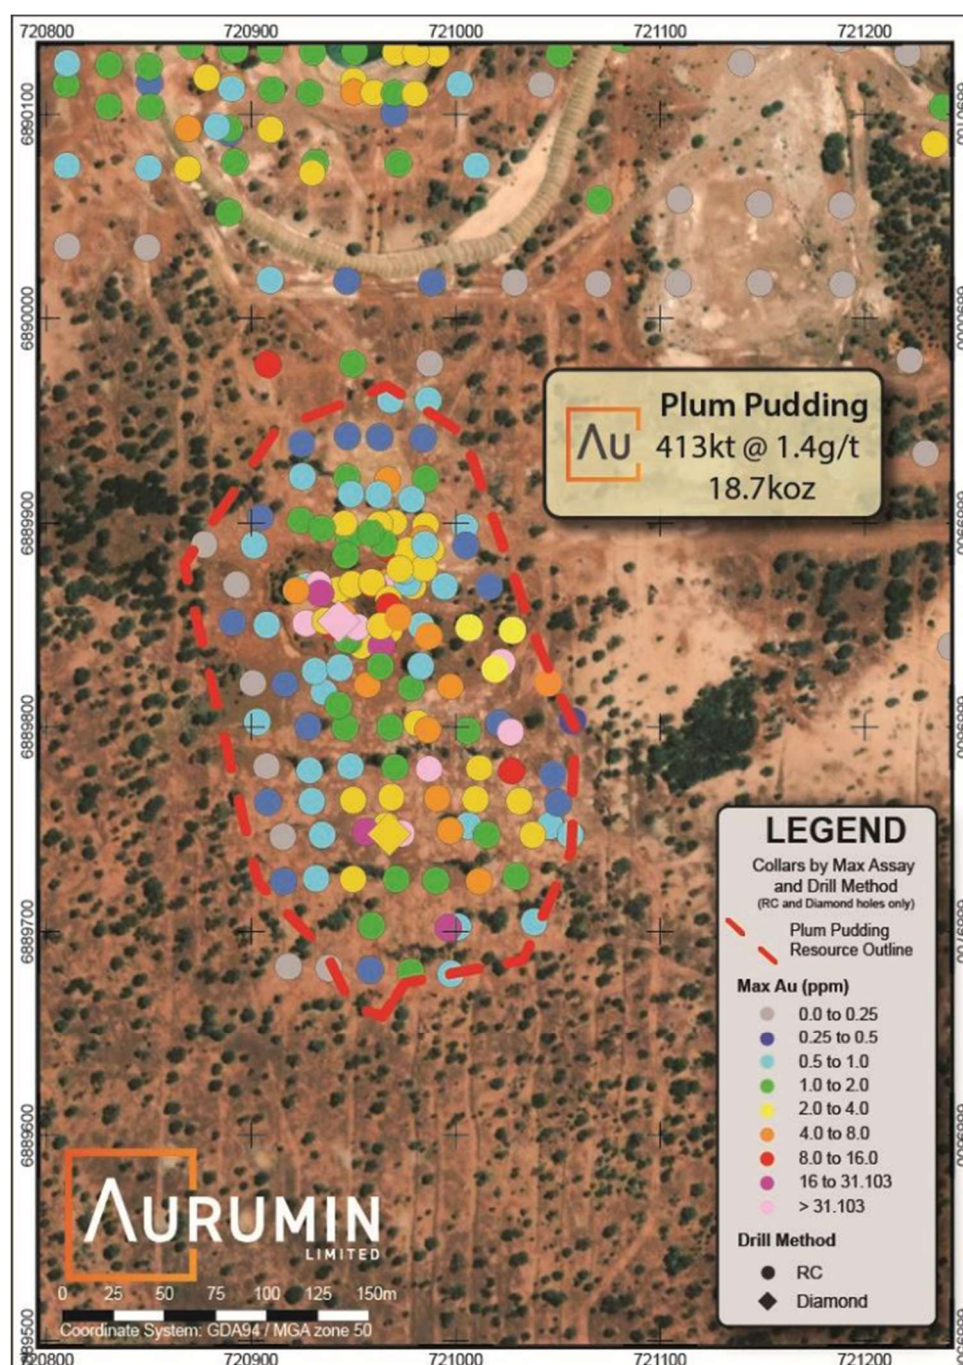 720800 720900 721000 721100 721200
6890100
6890000
6889900
6889800
6889700
6889600
6889500
Plum Pudding
Au
413kt @ 1.4g/t
18.7koz
LEGEND
Collars by Max Assay
and Drill Method
(RC and Diamond holes only)
Plum Pudding
Resource Outline
Max Au (ppm)
0.0 to 0.25
0.25 to 0.5
0.5 to 1.0
1.0 to 2.0
2.0 to 4.0
4.0 to 8.0
8.0 to 16.0
16 to 31.103
> 31.103
Drill Method
RC
Diamond
AURUMIN
LIMITED
0 25 50 75 100 125 150m
Coordinate System: GDA94 / MGA zone 50
720800 720900 721000 721100 721200